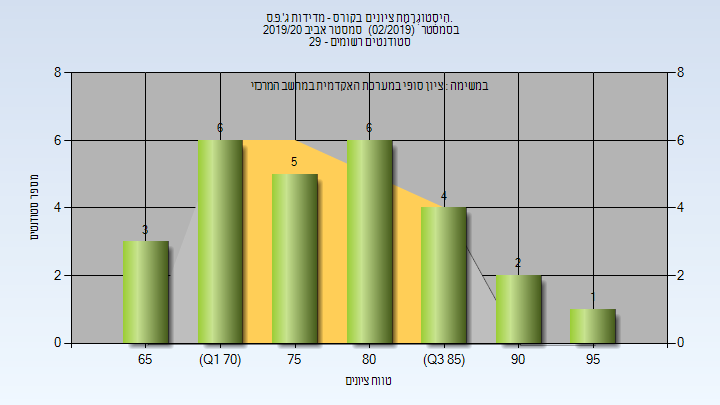 היסטוגרמת ציונים בקורס - מדידות ג'.פ.ס.
בסמסטר (02/2019) סמסטר אביב 2019/20
סטודנטים רשומים - 29
במשימה : ציון סופי במערכת האקדמית במחשב המרכזי
8 8
6 6
4 4
2 2
0 0
6 6
5
4
3
2
1
מספר סטודנטים
65 (Q1 70) 75 80 (Q3 85) 90 95
טווח ציונים